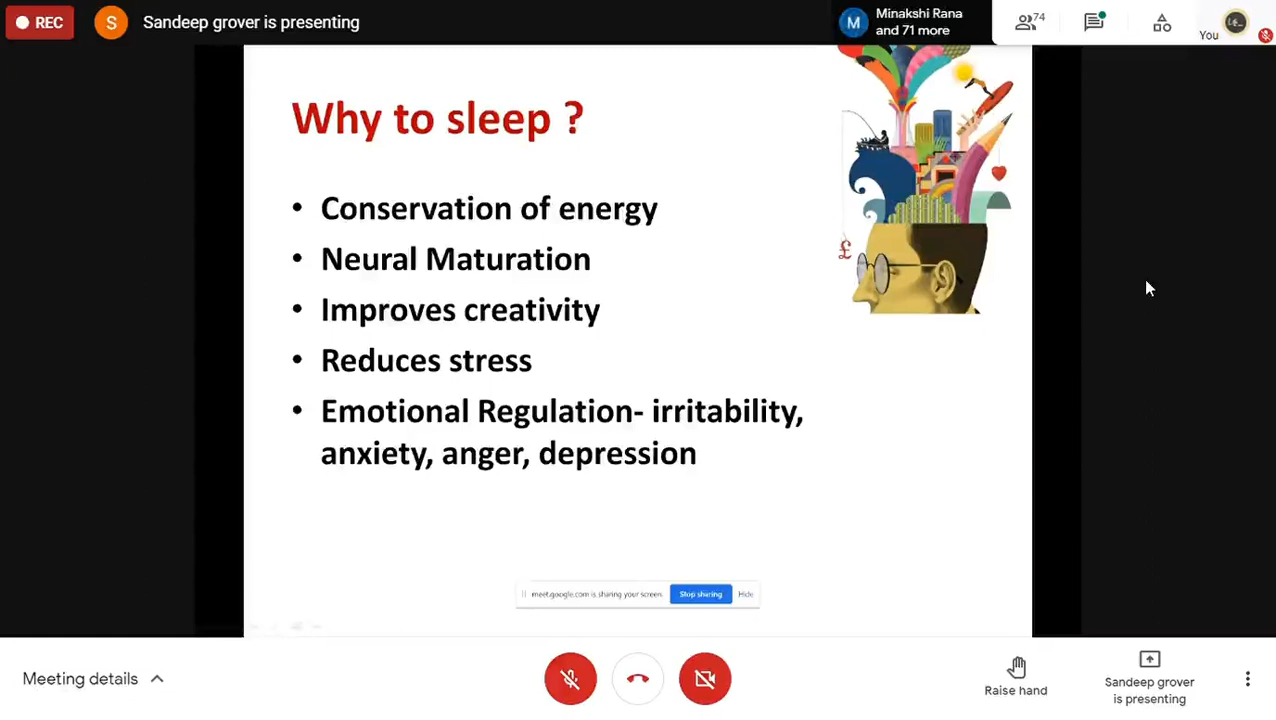 REC
S
Sandeep grover is presenting
M
Minakshi Rana
and 71 more
74
You
Why to sleep ?
• Conservation of energy
• Neural Maturation
• Improves creativity
• Reduces stress
• Emotional Regulation- irritability,
anxiety, anger, depression
£
meet.google.com is sharing your screen.
Stop sharing
Hide
Meeting details
Raise hand
Sandeep grover
is presenting